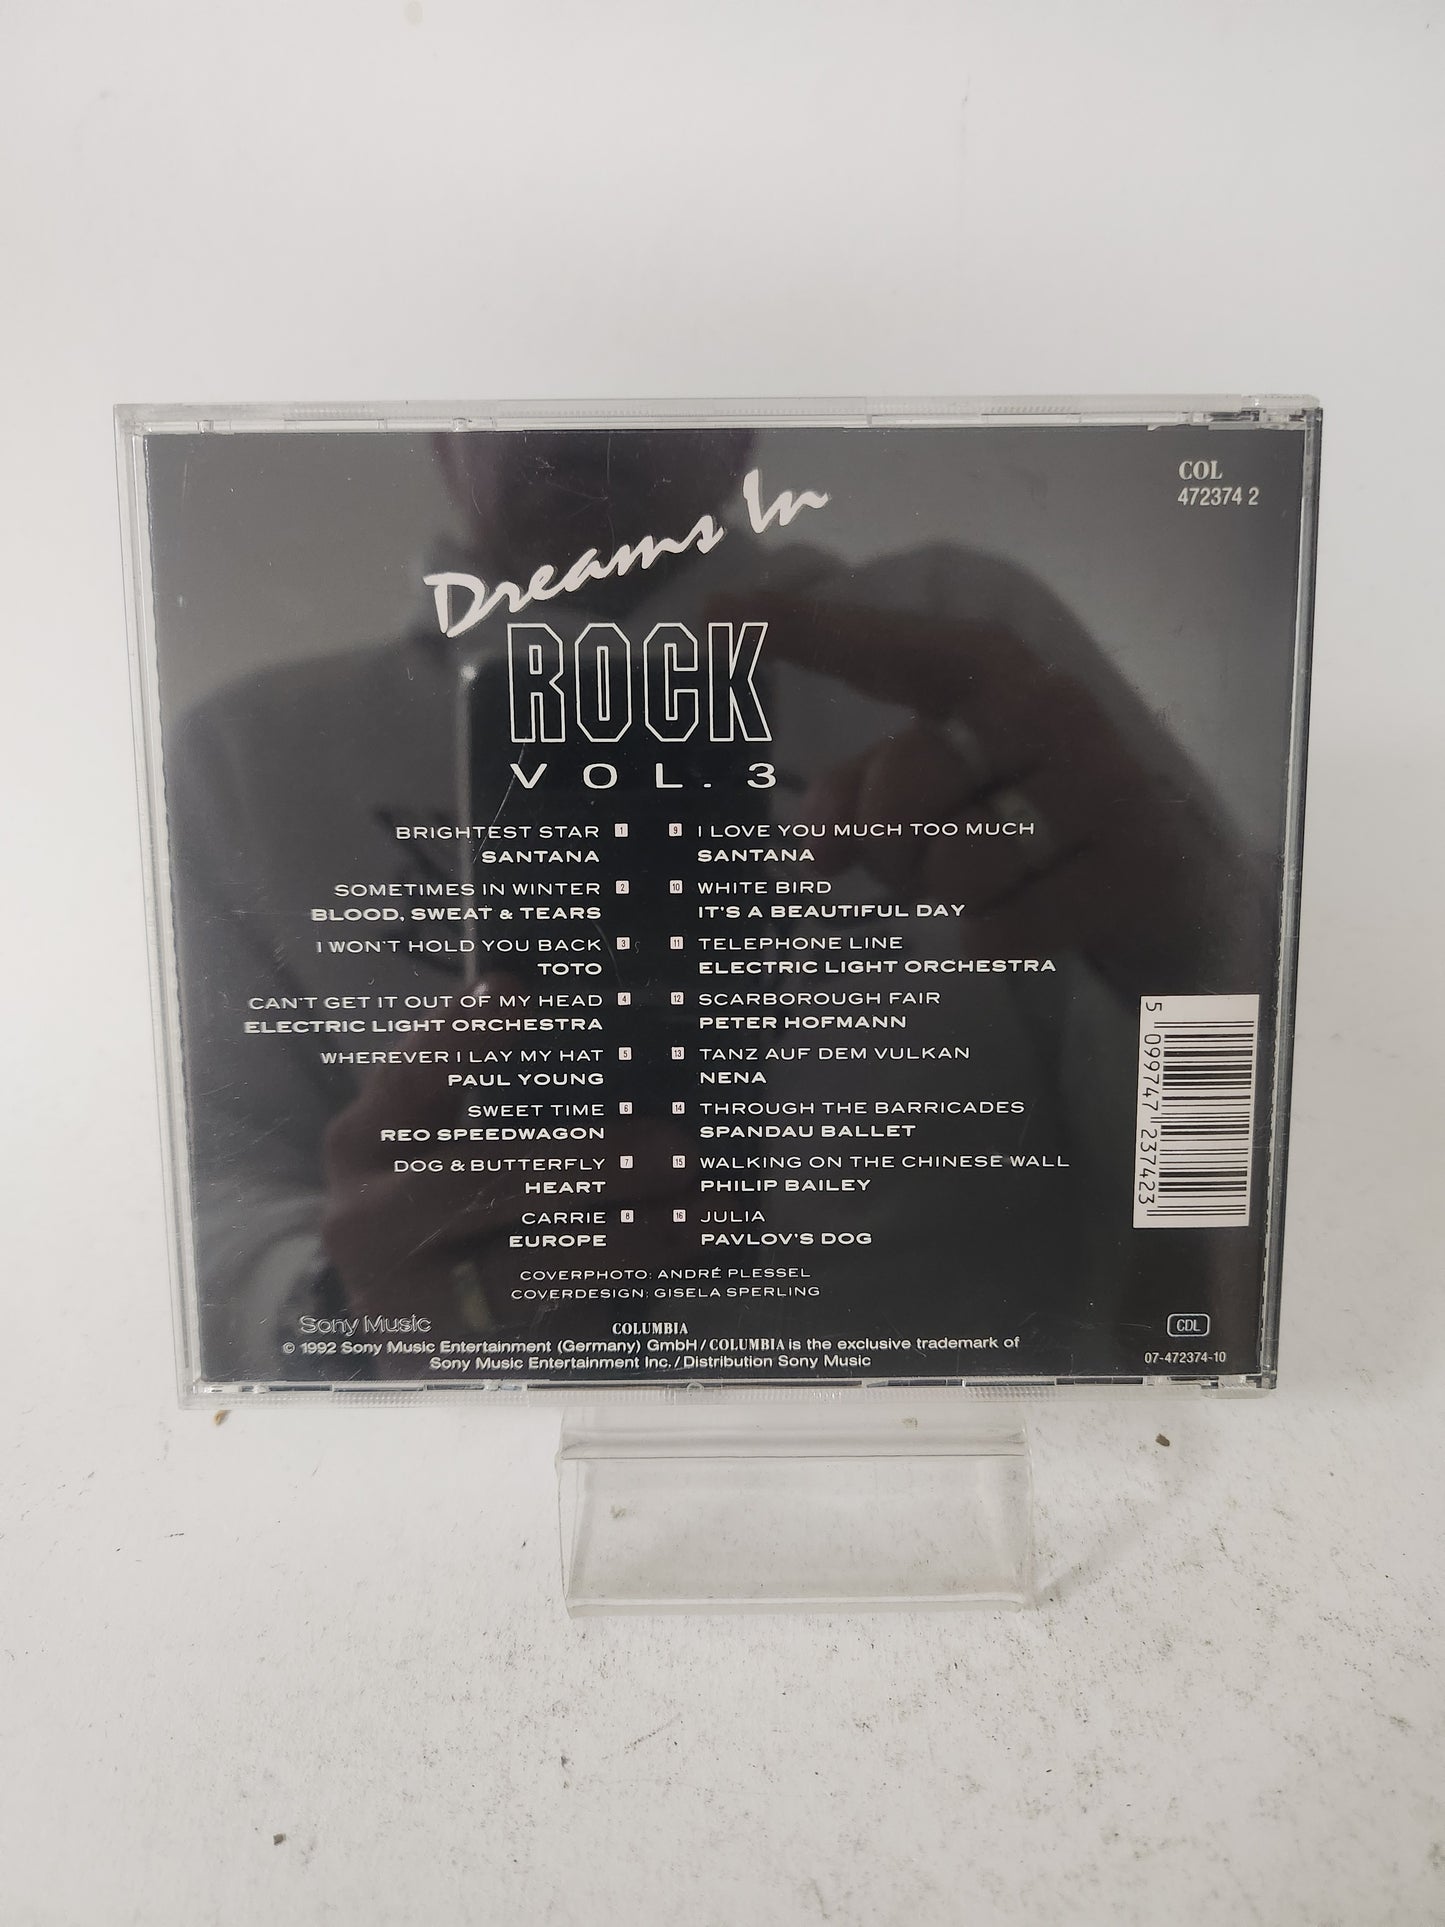 COL
472374 2
Dreams In
ROCK
VOL. 3
BRIGHTEST STAR 1
SANTANA
SOMETIMES IN WINTER 2
BLOOD, SWEAT & TEARS
I WON'T HOLD YOU BACK 3
TOTO
CAN'T GET IT OUT OF MY HEAD 4
ELECTRIC LIGHT ORCHESTRA
WHEREVER I LAY MY HAT 5
PAUL YOUNG
SWEET TIME 6
REO SPEEDWAGON
DOG & BUTTERFLY 7
HEART
CARRIE 8
EUROPE
9 I LOVE YOU MUCH TOO MUCH
SANTANA
10 WHITE BIRD
IT'S A BEAUTIFUL DAY
11 TELEPHONE LINE
ELECTRIC LIGHT ORCHESTRA
12 SCARBOROUGH FAIR
PETER HOFMANN
13 TANZ AUF DEM VULKAN
NENA
14 THROUGH THE BARRICADES
SPANDAU BALLET
15 WALKING ON THE CHINESE WALL
PHILIP BAILEY
16 JULIA
PAVLOV'S DOG
5 099747 237423
COVERPHOTO: ANDRÉ PLESSEL
COVERDESIGN: GISELA SPERLING
Sony Music
COLUMBIA
CDL
© 1992 Sony Music Entertainment (Germany) GmbH / COLUMBIA is the exclusive trademark of
Sony Music Entertainment Inc. / Distribution Sony Music
07-472374-10